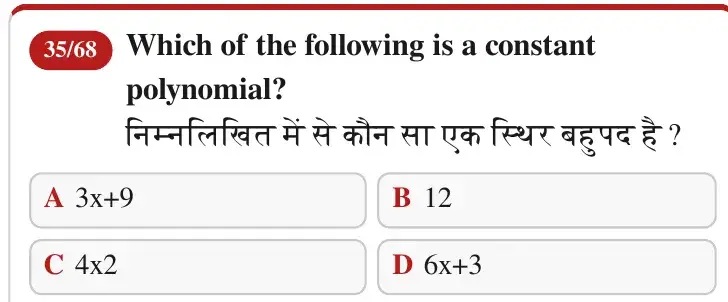 35/68 Which of the following is a constant
polynomial?
निम्नलिखित में से कौन सा एक स्थिर बहुपद है ?
A 3x+9
B 12
C 4x2
D 6x+3